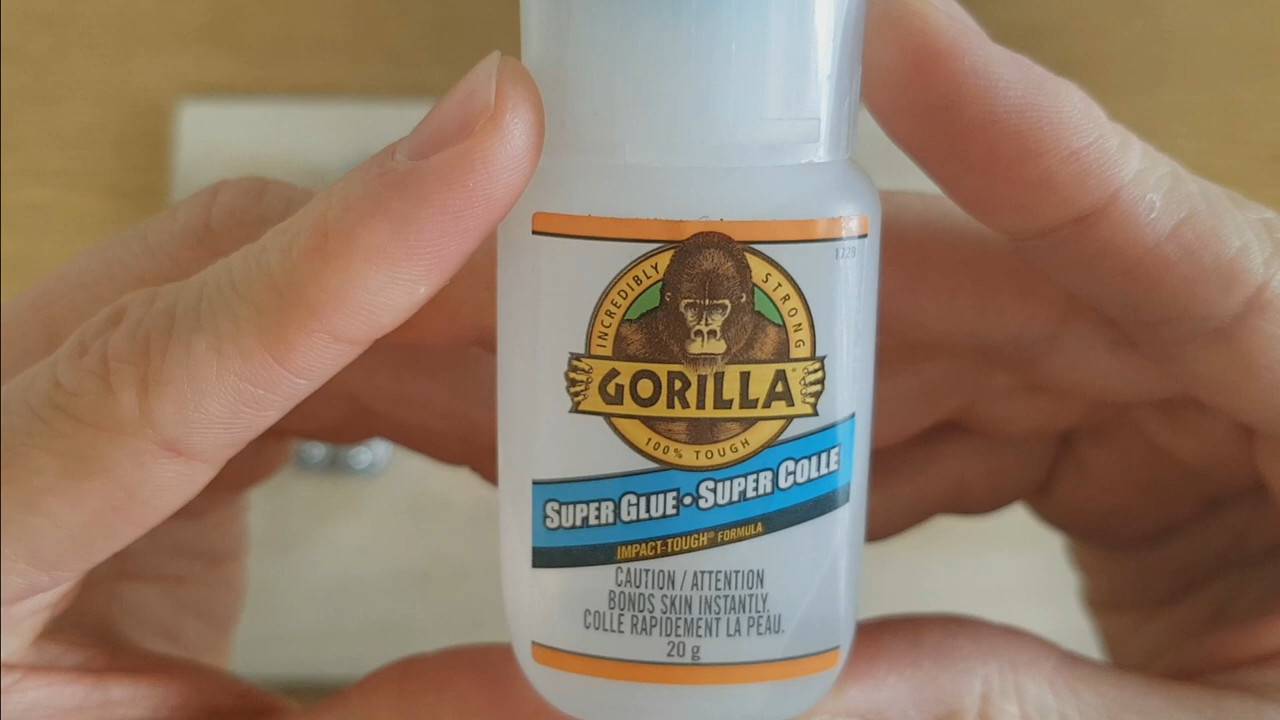 1729
INCREDIBLY STRONG
GORILLA
100% TOUGH
SUPER GLUE • SUPER COLLE
IMPACT-TOUGH® FORMULA
CAUTION / ATTENTION
BONDS SKIN INSTANTLY.
COLLE RAPIDEMENT LA PEAU.
20 g